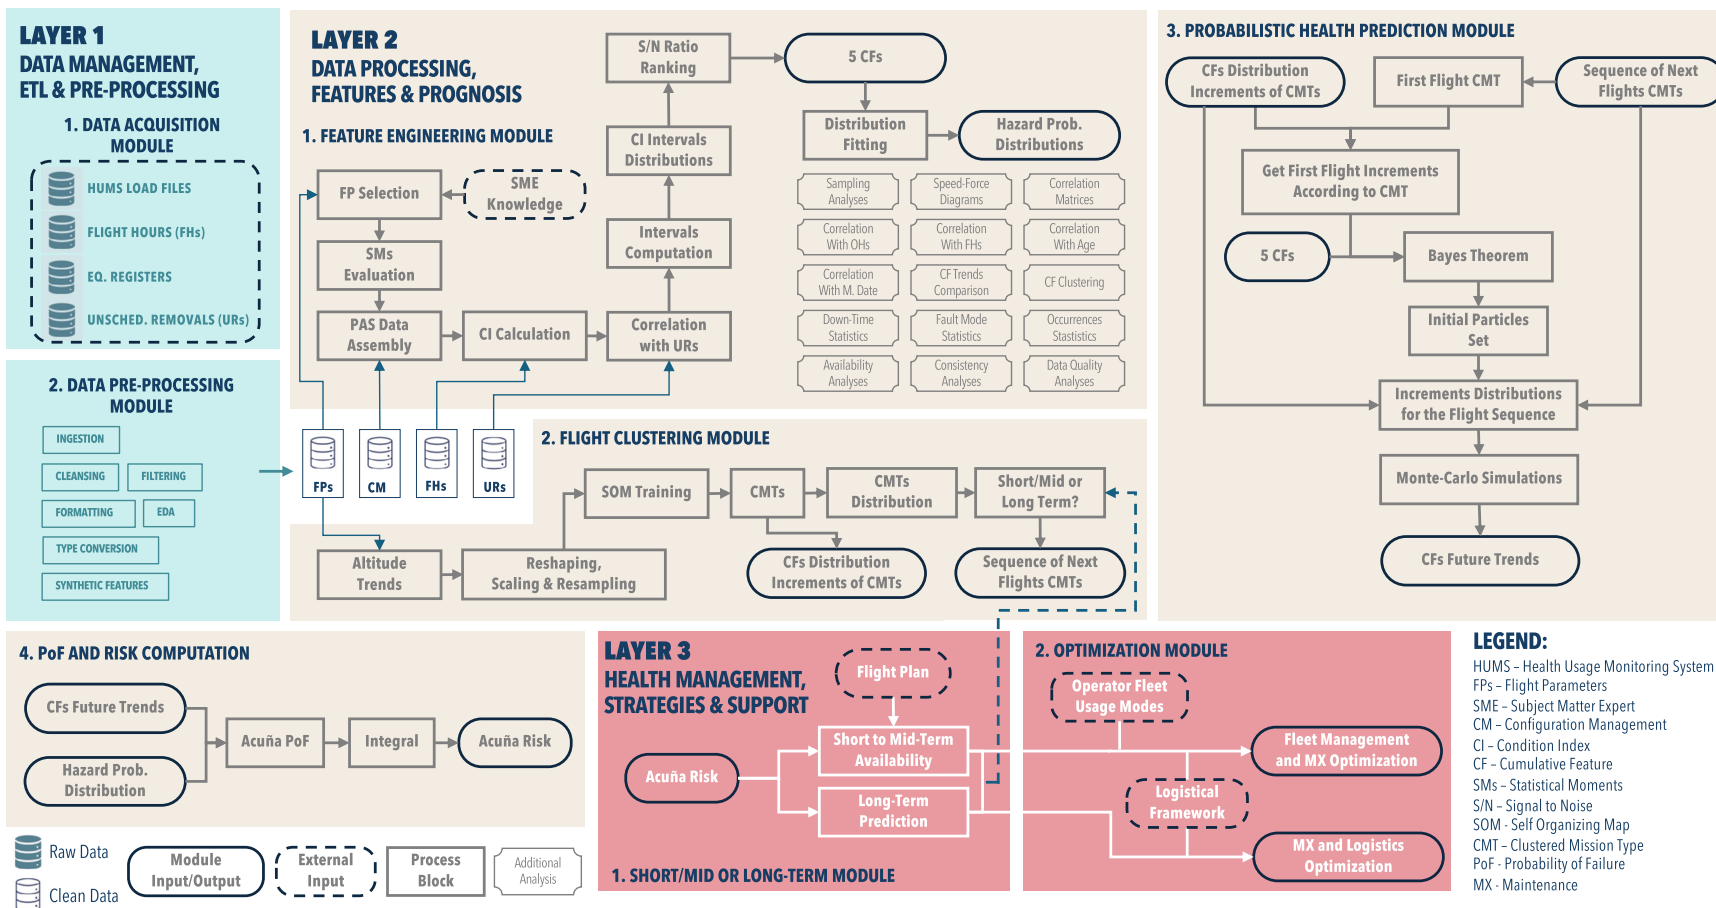 LAYER 1
DATA MANAGEMENT,
ETL & PRE-PROCESSING
1. DATA ACQUISITION
MODULE
HUMS LOAD FILES
FLIGHT HOURS (FHs)
EQ. REGISTERS
UNSCHED. REMOVALS (URs)
2. DATA PRE-PROCESSING
MODULE
INGESTION
CLEANSING
FILTERING
FORMATTING
EDA
TYPE CONVERSION
SYNTHETIC FEATURES
LAYER 2
DATA PROCESSING,
FEATURES & PROGNOSIS
1. FEATURE ENGINEERING MODULE
FP Selection
SME
Knowledge
SMs
Evaluation
PAS Data
Assembly
CI Calculation
Correlation
with URs
Intervals
Computation
CI Intervals
Distributions
S/N Ratio
Ranking
5 CFs
Distribution
Fitting
Hazard Prob.
Distributions
Sampling
Analyses
Speed-Force
Diagrams
Correlation
Matrices
Correlation
With OHs
Correlation
With FHs
Correlation
With Age
Correlation
With M. Date
CF Trends
Comparison
CF Clustering
Down-Time
Statistics
Fault Mode
Statistics
Occurrences
Stastistics
Availability
Analyses
Consistency
Analyses
Data Quality
Analyses
FPs
CM
FHs
URs
2. FLIGHT CLUSTERING MODULE
Altitude
Trends
Reshaping,
Scaling & Resampling
SOM Training
CMTs
CMTs
Distribution
Short/Mid or
Long Term?
CFs Distribution
Increments of CMTs
Sequence of Next
Flights CMTs
3. PROBABILISTIC HEALTH PREDICTION MODULE
CFs Distribution
Increments of CMTs
First Flight CMT
Sequence of Next
Flights CMTs
Get First Flight Increments
According to CMT
5 CFs
Bayes Theorem
Initial Particles
Set
Increments Distributions
for the Flight Sequence
Monte-Carlo Simulations
CFs Future Trends
4. PoF AND RISK COMPUTATION
CFs Future Trends
Hazard Prob.
Distribution
Acuña PoF
Integral
Acuña Risk
Raw Data
Clean Data
Module
Input/Output
External
Input
Process
Block
Additional
Analysis
LAYER 3
HEALTH MANAGEMENT,
STRATEGIES & SUPPORT
Flight Plan
Acuña Risk
Short to Mid-Term
Availability
Long-Term
Prediction
1. SHORT/MID OR LONG-TERM MODULE
2. OPTIMIZATION MODULE
Operator Fleet
Usage Modes
Logistical
Framework
Fleet Management
and MX Optimization
MX and Logistics
Optimization
LEGEND:
HUMS – Health Usage Monitoring System
FPs – Flight Parameters
SME – Subject Matter Expert
CM – Configuration Management
CI – Condition Index
CF – Cumulative Feature
SMs – Statistical Moments
S/N – Signal to Noise
SOM - Self Organizing Map
CMT – Clustered Mission Type
PoF - Probability of Failure
MX - Maintenance